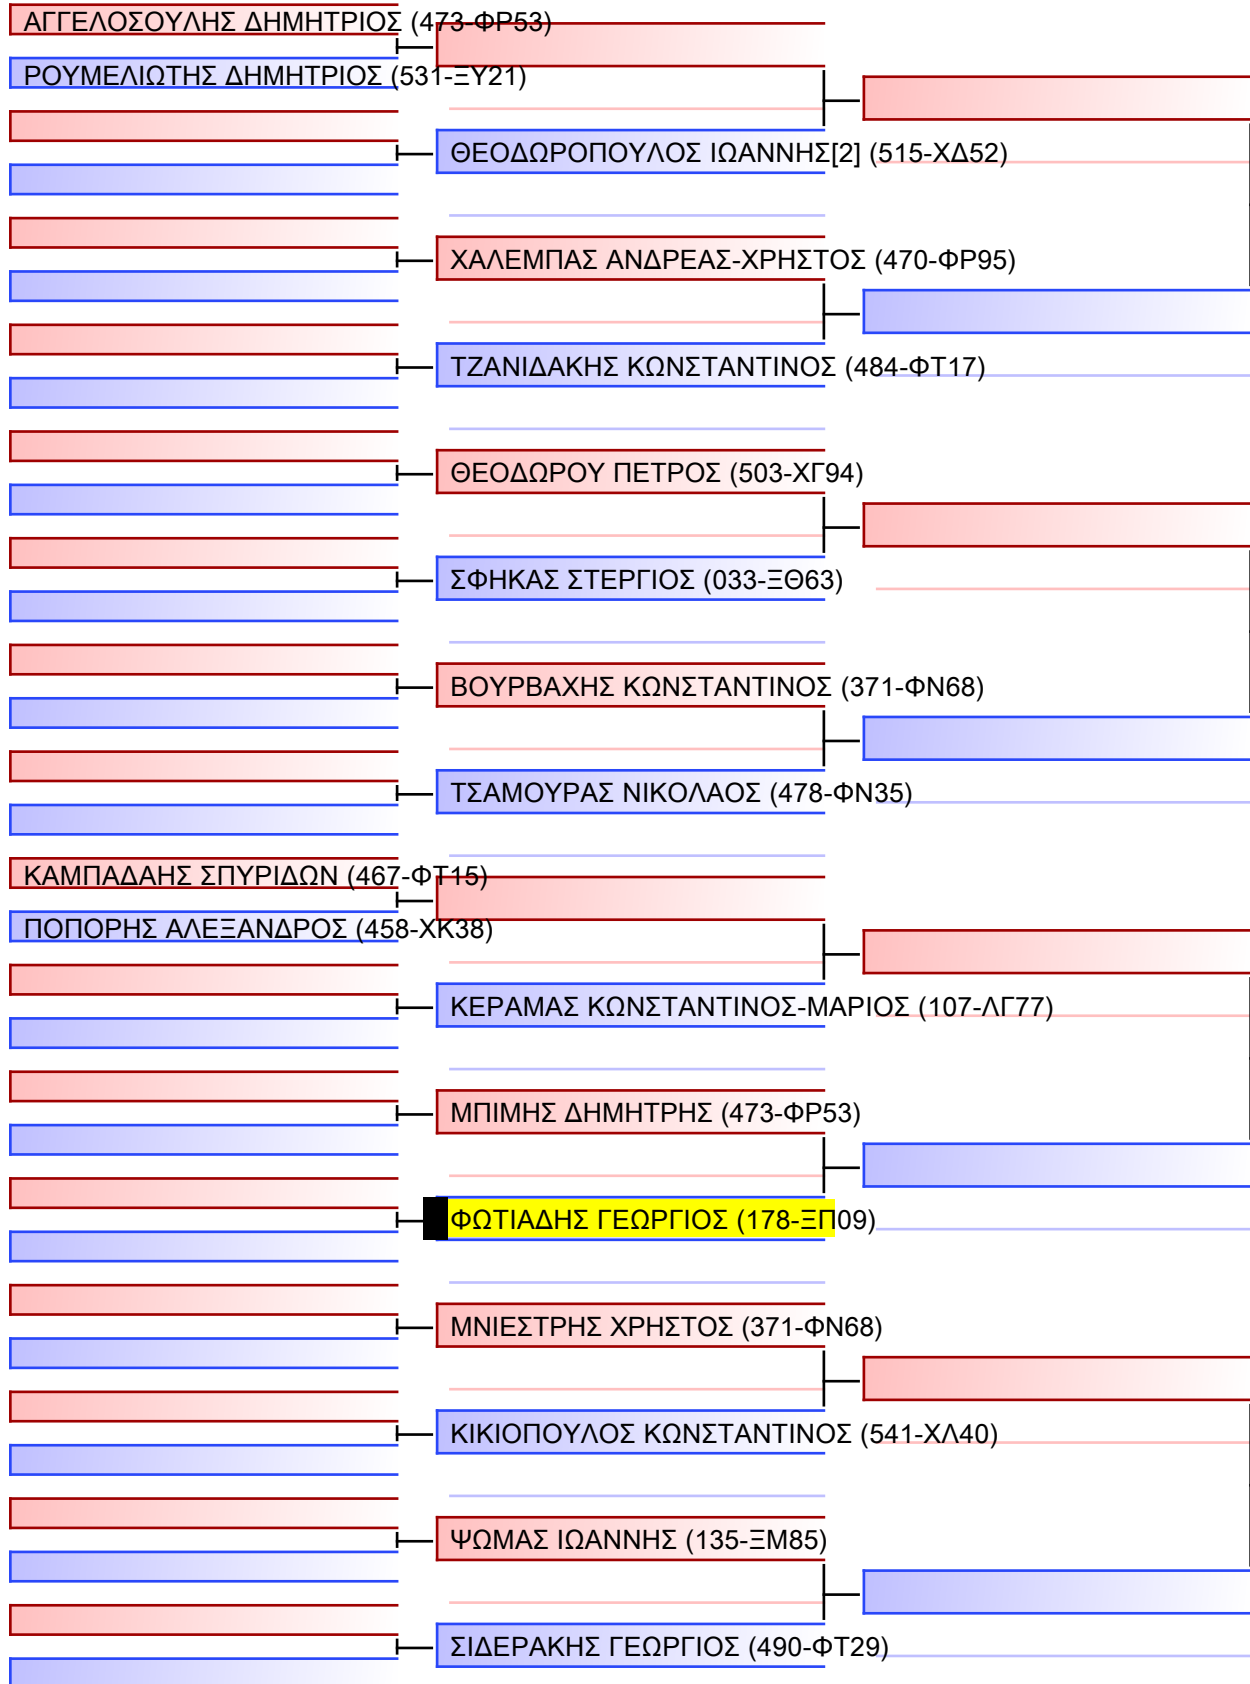 ΑΓΓΕΛΟΣΟΥΛΗΣ ΔΗΜΗΤΡΙΟΣ (473-ΦΡ53)
ΡΟΥΜΕΛΙΩΤΗΣ ΔΗΜΗΤΡΙΟΣ (531-ΞΥ21)
ΘΕΟΔΩΡΟΠΟΥΛΟΣ ΙΩΑΝΝΗΣ[2] (515-ΧΔ52)
ΧΑΛΕΜΠΑΣ ΑΝΔΡΕΑΣ-ΧΡΗΣΤΟΣ (470-ΦΡ95)
ΤΖΑΝΙΔΑΚΗΣ ΚΩΝΣΤΑΝΤΙΝΟΣ (484-ΦΤ17)
ΘΕΟΔΩΡΟΥ ΠΕΤΡΟΣ (503-ΧΓ94)
ΣΦΗΚΑΣ ΣΤΕΡΓΙΟΣ (033-ΞΘ63)
ΒΟΥΡΒΑΧΗΣ ΚΩΝΣΤΑΝΤΙΝΟΣ (371-ΦΝ68)
ΤΣΑΜΟΥΡΑΣ ΝΙΚΟΛΑΟΣ (478-ΦΝ35)
ΚΑΜΠΑΔΑΗΣ ΣΠΥΡΙΔΩΝ (467-ΦΤ15)
ΠΟΠΟΡΗΣ ΑΛΕΞΑΝΔΡΟΣ (458-ΧΚ38)
ΚΕΡΑΜΑΣ ΚΩΝΣΤΑΝΤΙΝΟΣ-ΜΑΡΙΟΣ (107-ΛΓ77)
ΜΠΙΜΗΣ ΔΗΜΗΤΡΗΣ (473-ΦΡ53)
ΦΩΤΙΑΔΗΣ ΓΕΩΡΓΙΟΣ (178-ΞΠ09)
ΜΝΙΕΣΤΡΗΣ ΧΡΗΣΤΟΣ (371-ΦΝ68)
ΚΙΚΙΟΠΟΥΛΟΣ ΚΩΝΣΤΑΝΤΙΝΟΣ (541-ΧΛ40)
ΨΩΜΑΣ ΙΩΑΝΝΗΣ (135-ΞΜ85)
ΣΙΔΕΡΑΚΗΣ ΓΕΩΡΓΙΟΣ (490-ΦΤ29)